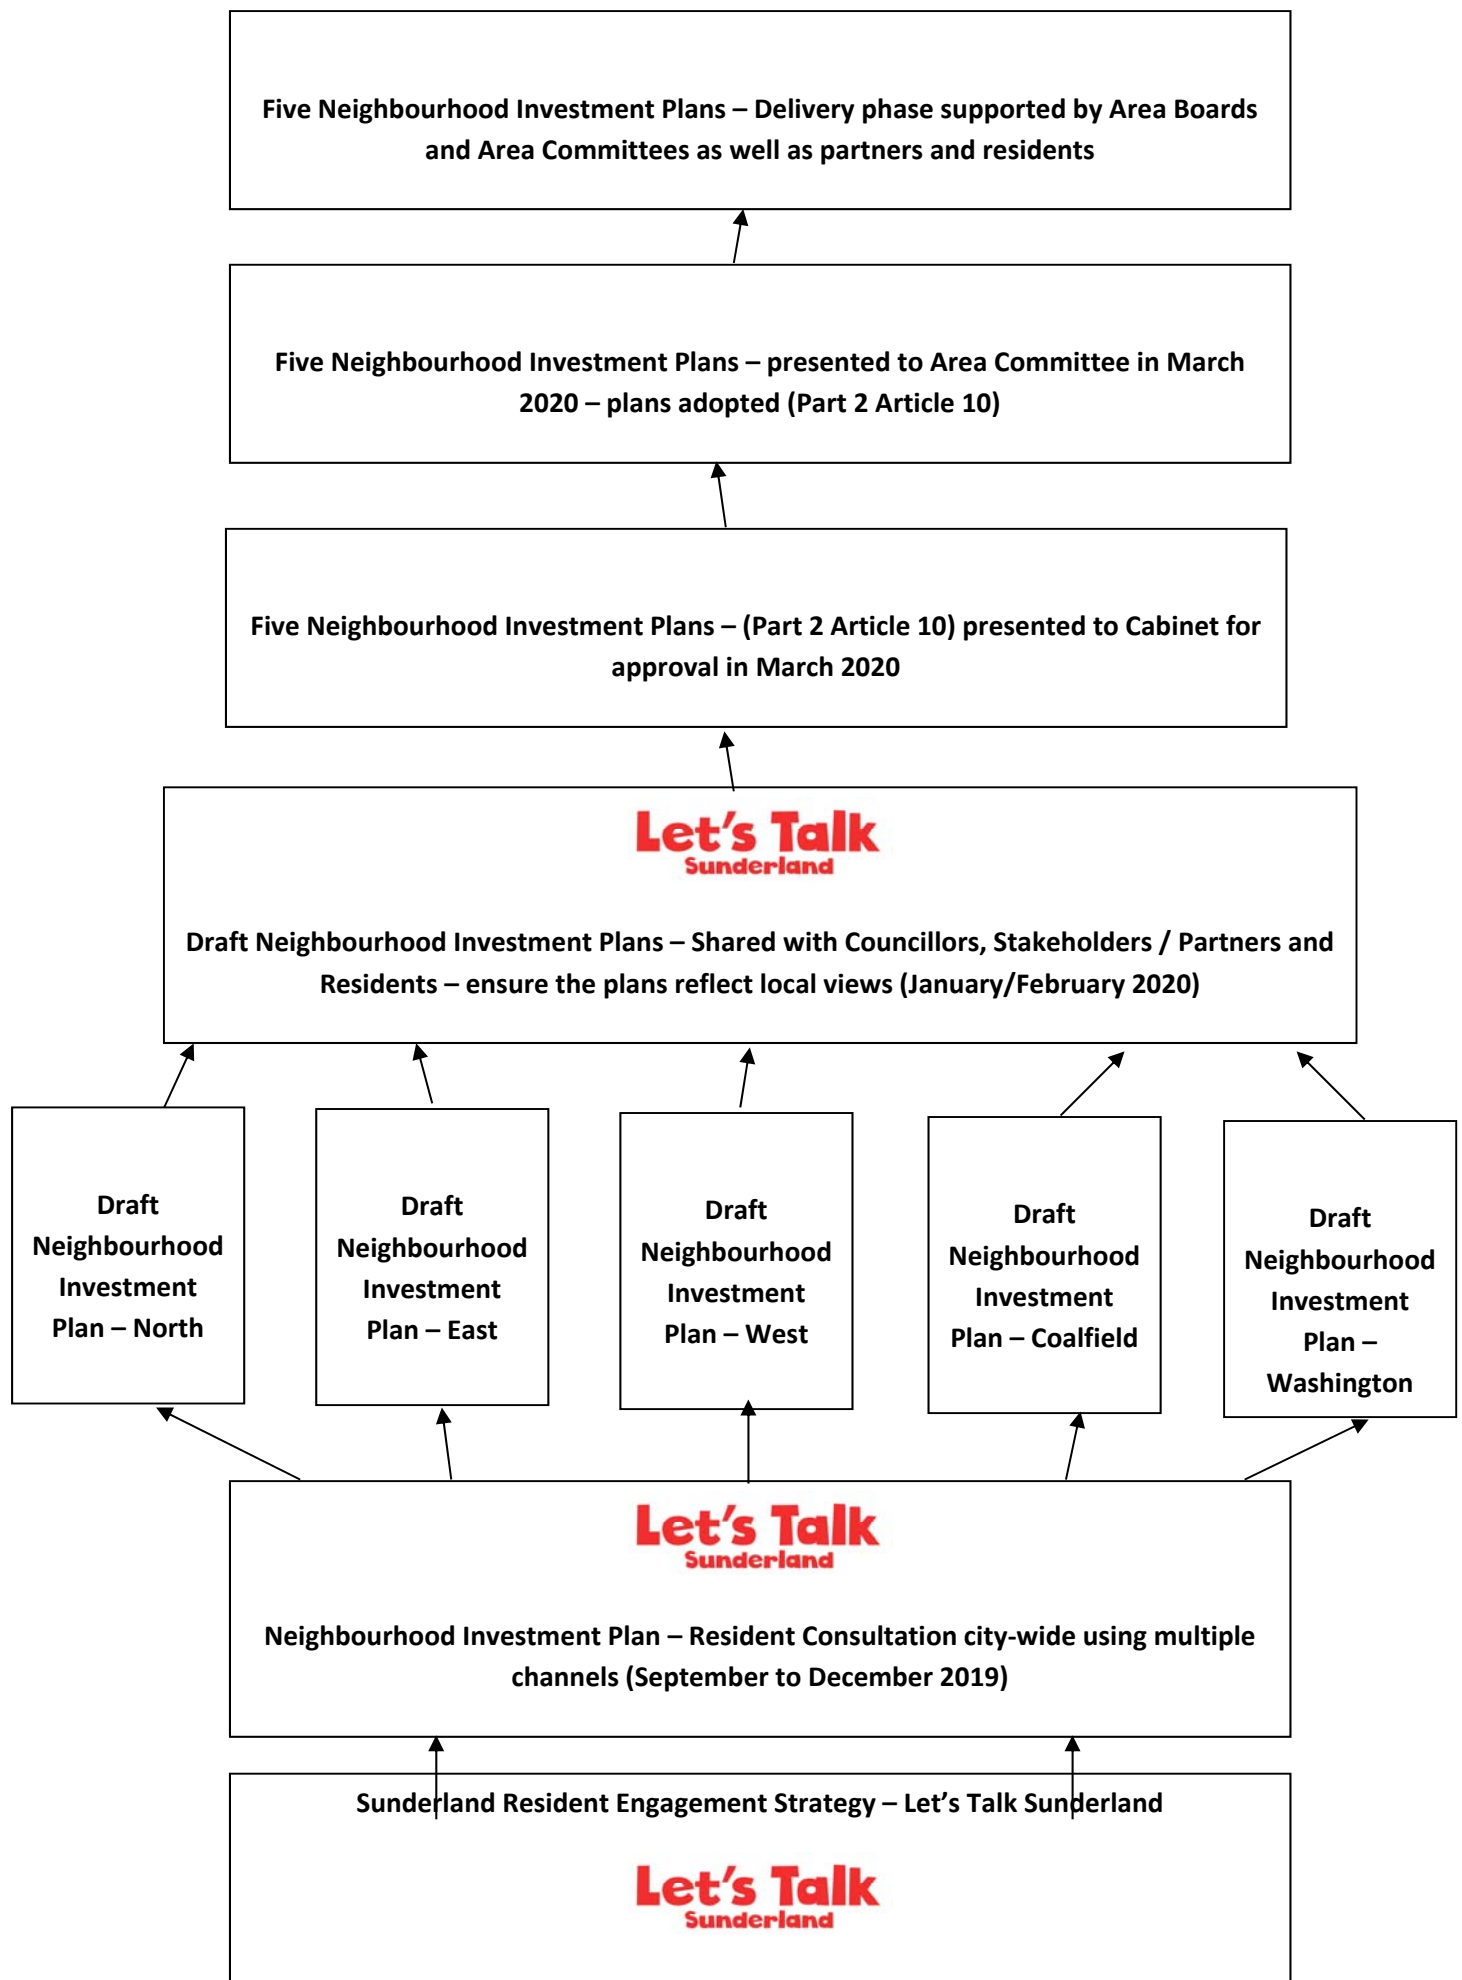 Five Neighbourhood Investment Plans – Delivery phase supported by Area Boards
and Area Committees as well as partners and residents
Five Neighbourhood Investment Plans – presented to Area Committee in March
2020 – plans adopted (Part 2 Article 10)
Five Neighbourhood Investment Plans – (Part 2 Article 10) presented to Cabinet for
approval in March 2020
Let's Talk
Sunderland
Draft Neighbourhood Investment Plans – Shared with Councillors, Stakeholders / Partners and
Residents – ensure the plans reflect local views (January/February 2020)
Draft
Neighbourhood
Investment
Plan – North
Draft
Neighbourhood
Investment
Plan – East
Draft
Neighbourhood
Investment
Plan – West
Draft
Neighbourhood
Investment
Plan – Coalfield
Draft
Neighbourhood
Investment
Plan –
Washington
Let's Talk
Sunderland
Neighbourhood Investment Plan – Resident Consultation city-wide using multiple
channels (September to December 2019)
Sunderland Resident Engagement Strategy – Let's Talk Sunderland
Let's Talk
Sunderland